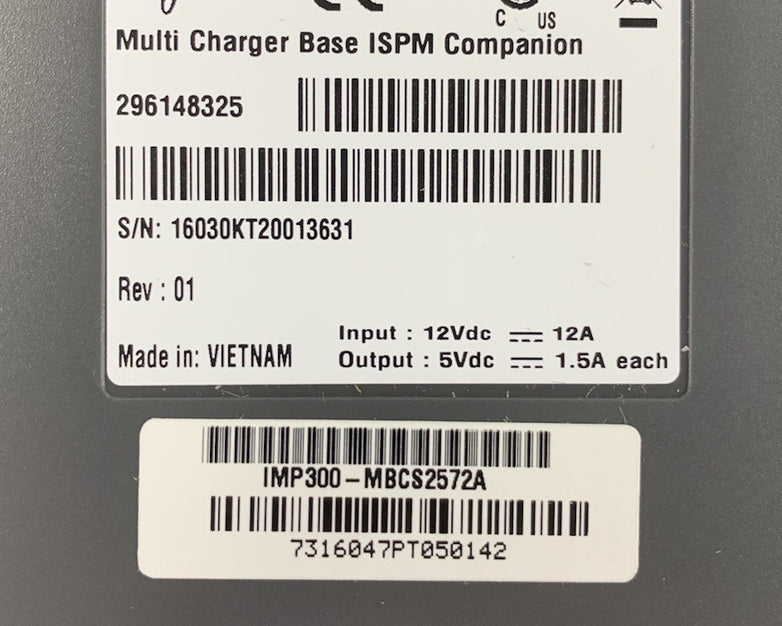 C US
Multi Charger Base ISPM Companion
296148325
S/N: 16030KT20013631
Rev : 01
Made in: VIETNAM
Input : 12Vdc ⎓ 12A
Output : 5Vdc ⎓ 1.5A each
IMP300-MBCS2572A
7316047PT050142